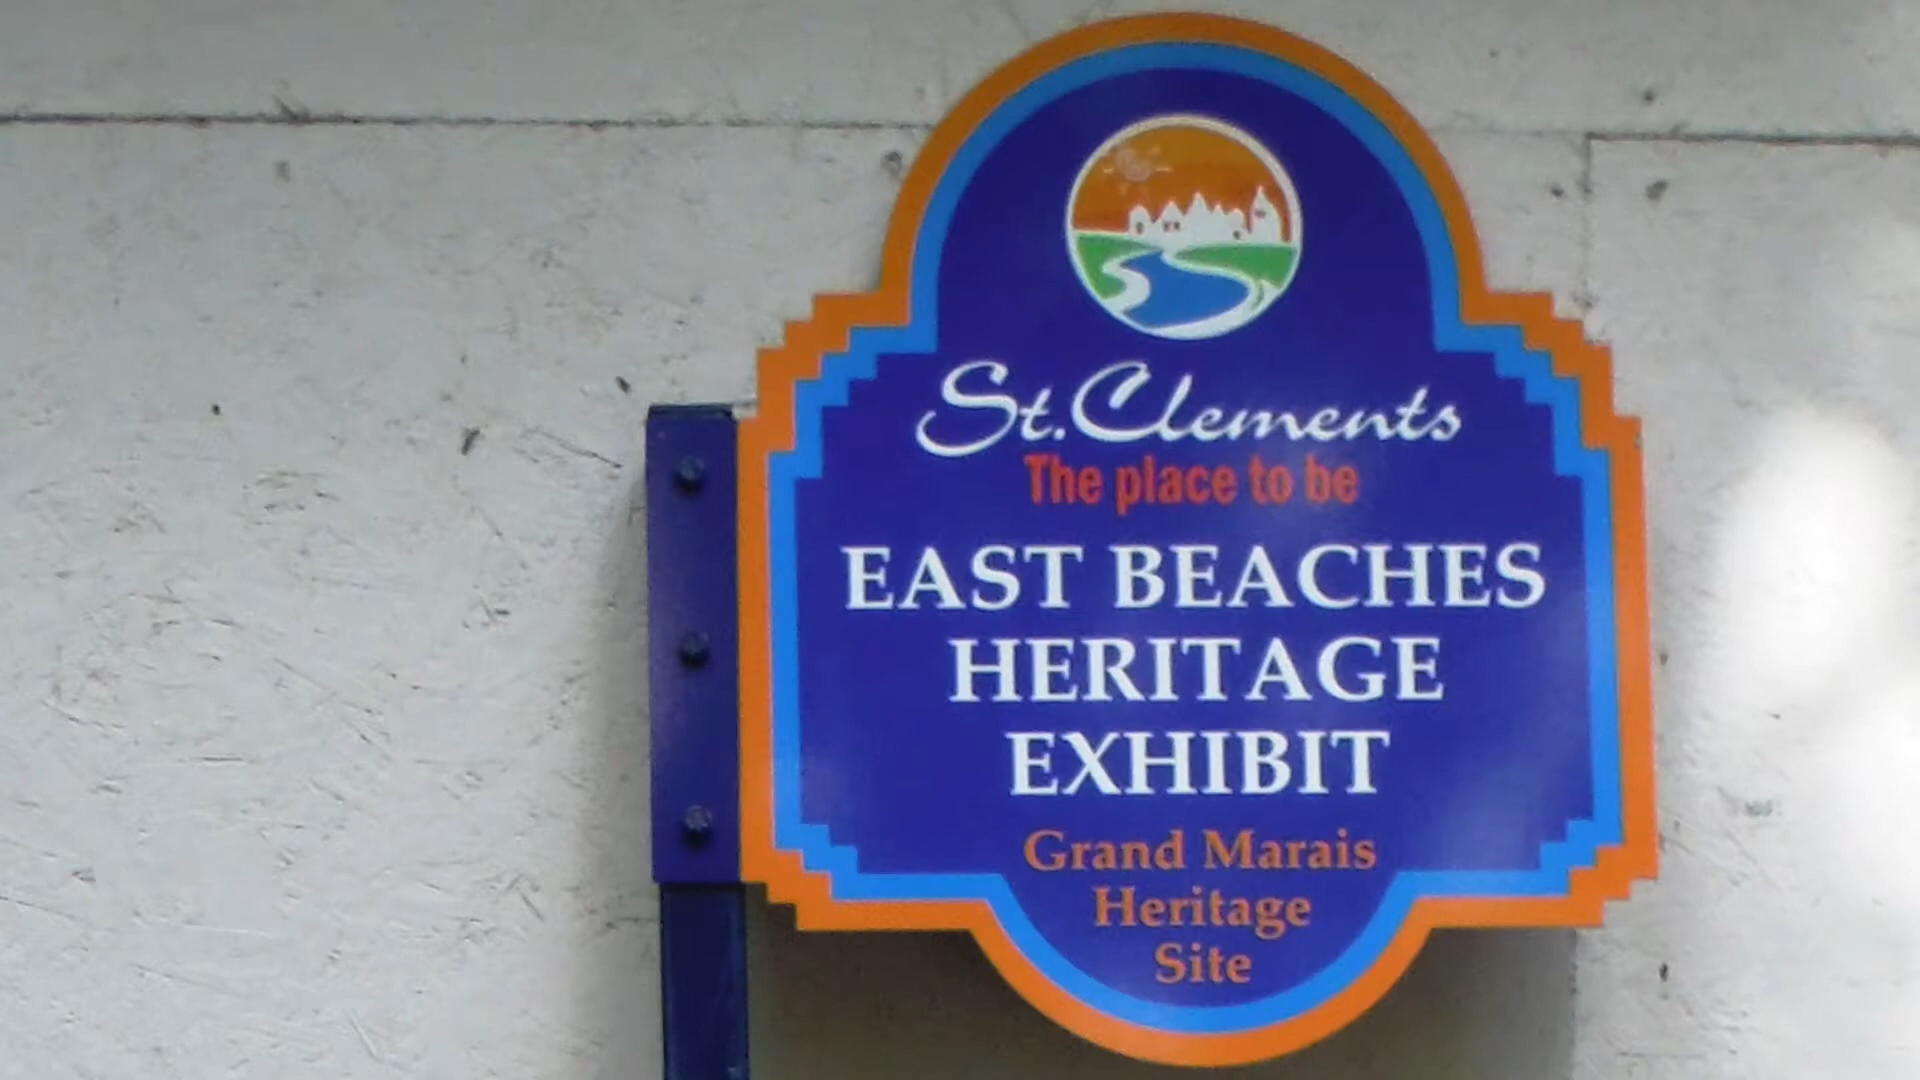 St. Clements
The place to be
EAST BEACHES
HERITAGE
EXHIBIT
Grand Marais
Heritage
Site